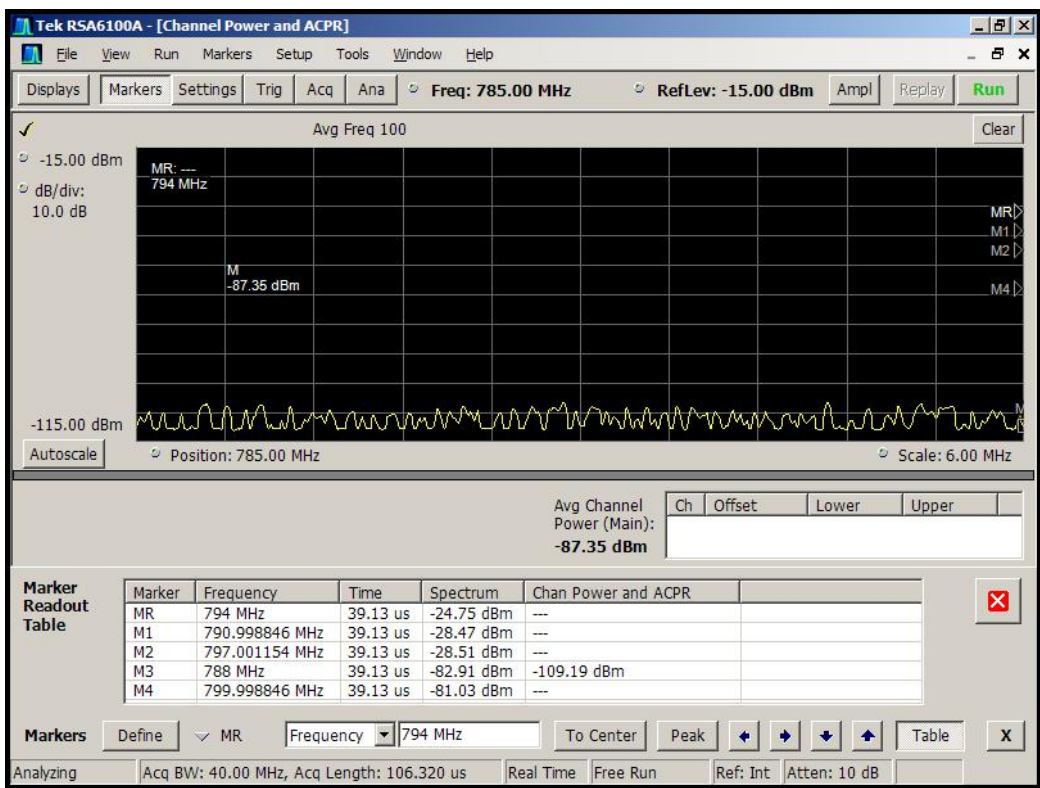 Tek RSA6100A - [Channel Power and ACPR]
File View Run Markers Setup Tools Window Help
Displays Markers Settings Trig Acq Ana Freq: 785.00 MHz RefLev: -15.00 dBm Ampl Replay Run
Avg Freq 100 Clear
-15.00 dBm
dB/div:
10.0 dB
MR: ---
794 MHz
MR
M1
M2
M
-87.35 dBm
M4
M
-115.00 dBm
Autoscale Position: 785.00 MHz Scale: 6.00 MHz
Avg Channel
Power (Main):
-87.35 dBm
Ch Offset Lower Upper
Marker
Readout
Table
Marker Frequency Time Spectrum Chan Power and ACPR
MR 794 MHz 39.13 us -24.75 dBm ---
M1 790.998846 MHz 39.13 us -28.47 dBm ---
M2 797.001154 MHz 39.13 us -28.51 dBm ---
M3 788 MHz 39.13 us -82.91 dBm -109.19 dBm
M4 799.998846 MHz 39.13 us -81.03 dBm ---
Markers Define MR Frequency 794 MHz To Center Peak Table X
Analyzing Acq BW: 40.00 MHz, Acq Length: 106.320 us Real Time Free Run Ref: Int Atten: 10 dB